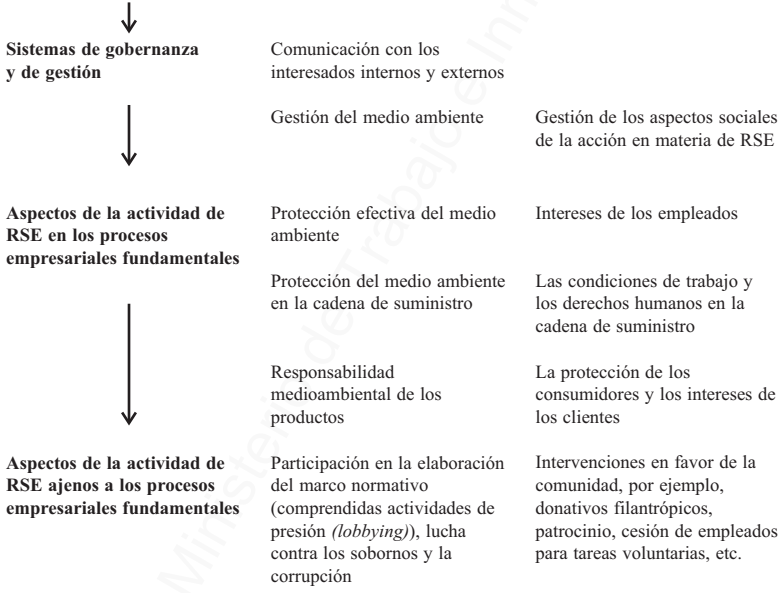 Sistemas de gobernanza
y de gestión
Comunicación con los
interesados internos y externos
Gestión del medio ambiente
Gestión de los aspectos sociales
de la acción en materia de RSE
Aspectos de la actividad de
RSE en los procesos
empresariales fundamentales
Protección efectiva del medio
ambiente
Intereses de los empleados
Protección del medio ambiente
en la cadena de suministro
Las condiciones de trabajo y
los derechos humanos en la
cadena de suministro
Responsabilidad
medioambiental de los
productos
La protección de los
consumidores y los intereses de
los clientes
Aspectos de la actividad de
RSE ajenos a los procesos
empresariales fundamentales
Participación en la elaboración
del marco normativo
(comprendidas actividades de
presión (lobbying)), lucha
contra los sobornos y la
corrupción
Intervenciones en favor de la
comunidad, por ejemplo,
donativos filantrópicos,
patrocinio, cesión de empleados
para tareas voluntarias, etc.
Ministerio de Trabajo e